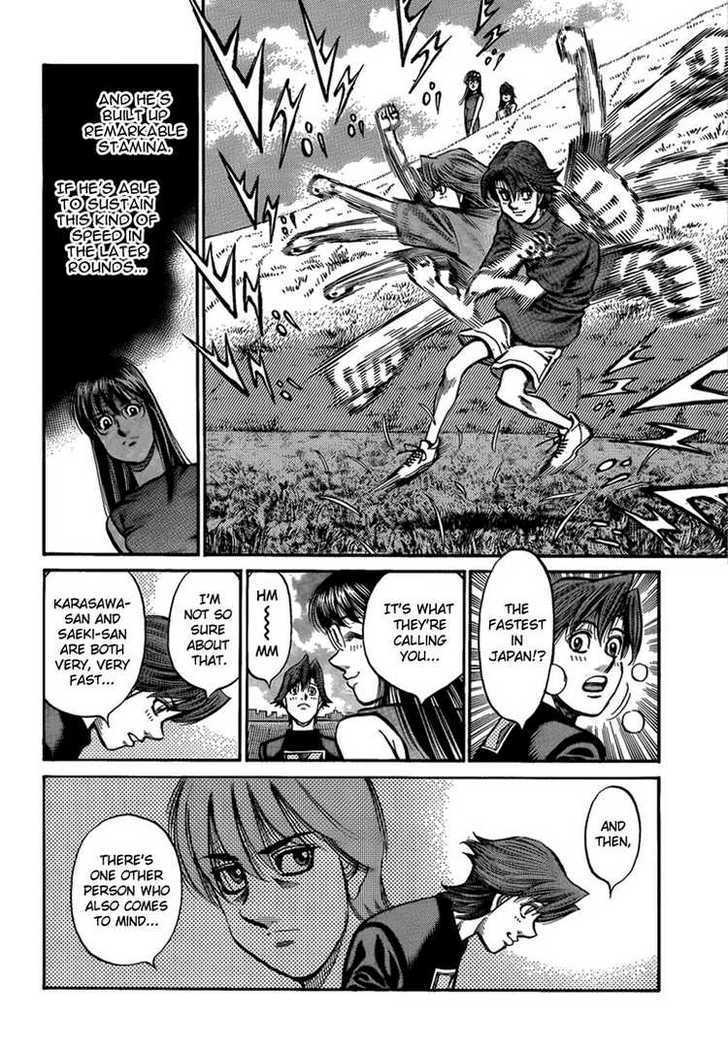 AND HE'S
BUILT UP
REMARKABLE
STAMINA.
IF HE'S ABLE
TO SUSTAIN
THIS KIND OF
SPEED IN
THE LATER
ROUNDS...
THE
FASTEST
IN
JAPAN!?
IT'S WHAT
THEY'RE
CALLING
YOU...
HM
MM
I'M
NOT SO
SURE
ABOUT
THAT.
KARASAWA-
SAN AND
SAEKI-SAN
ARE BOTH
VERY, VERY
FAST...
AND
THEN,
THERE'S
ONE OTHER
PERSON WHO
ALSO COMES
TO MIND...